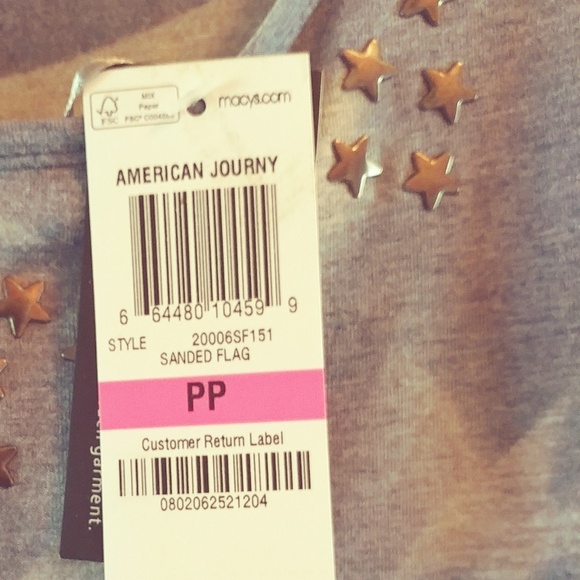 MIX
Paper
FSC
macys.com
AMERICAN JOURNY
6 64480 10459 9
STYLE 20006SF151
SANDED FLAG
PP
Customer Return Label
0802062521204
garment.